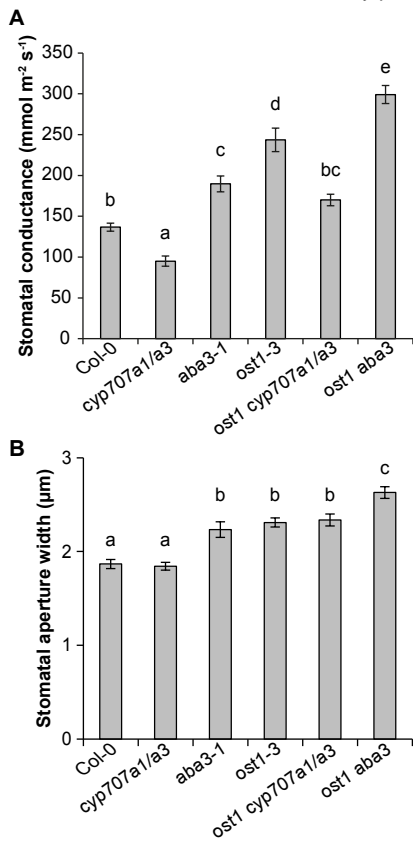 A
Stomatal conductance (mmol m⁻² s⁻¹)
350
300
250
200
150
100
50
0
b
a
c
d
bc
e
Col-0
cyp707a1/a3
aba3-1
ost1-3
ost1 cyp707a1/a3
ost1 aba3
B
Stomatal aperture width (µm)
3
2
1
0
a
a
b
b
b
c
Col-0
cyp707a1/a3
aba3-1
ost1-3
ost1 cyp707a1/a3
ost1 aba3